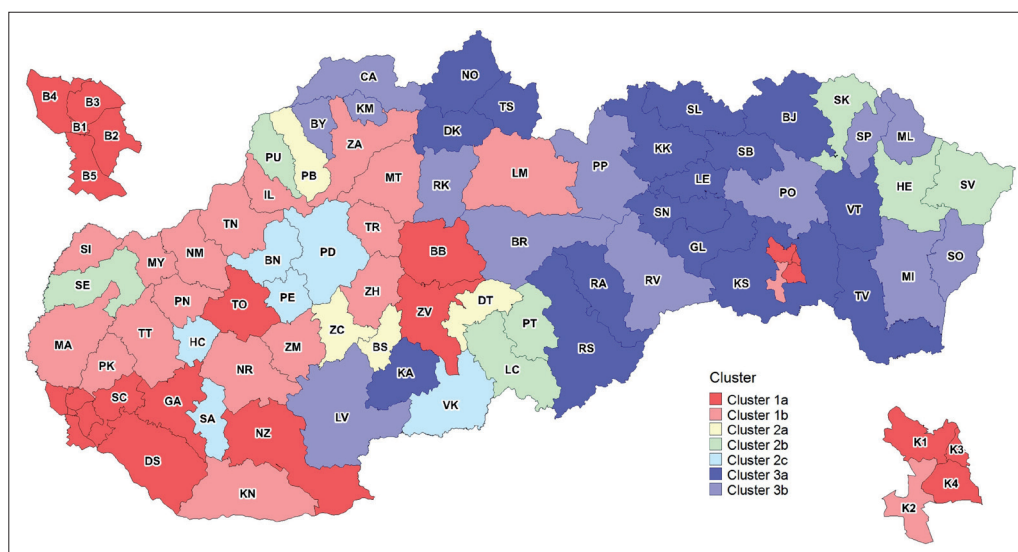 B4
B3
B1
B2
B5
CA
NO
KM
TS
BY
DK
ZA
PU
PB
MT
IL
RK
LM
PP
SL
BJ
SK
SP
ML
KK
SB
LE
PO
HE
SV
VT
SN
TN
TR
BN
PD
SI
MY
NM
BB
BR
GL
SO
SE
PE
KS
MI
RA
RV
PN
TO
ZH
ZV
DT
TV
TT
HC
ZC
PT
MA
PK
NR
ZM
BS
RS
LC
KA
SC
GA
SA
LV
VK
NZ
DS
KN
Cluster
Cluster 1a
Cluster 1b
Cluster 2a
Cluster 2b
Cluster 2c
Cluster 3a
Cluster 3b
K1
K3
K4
K2